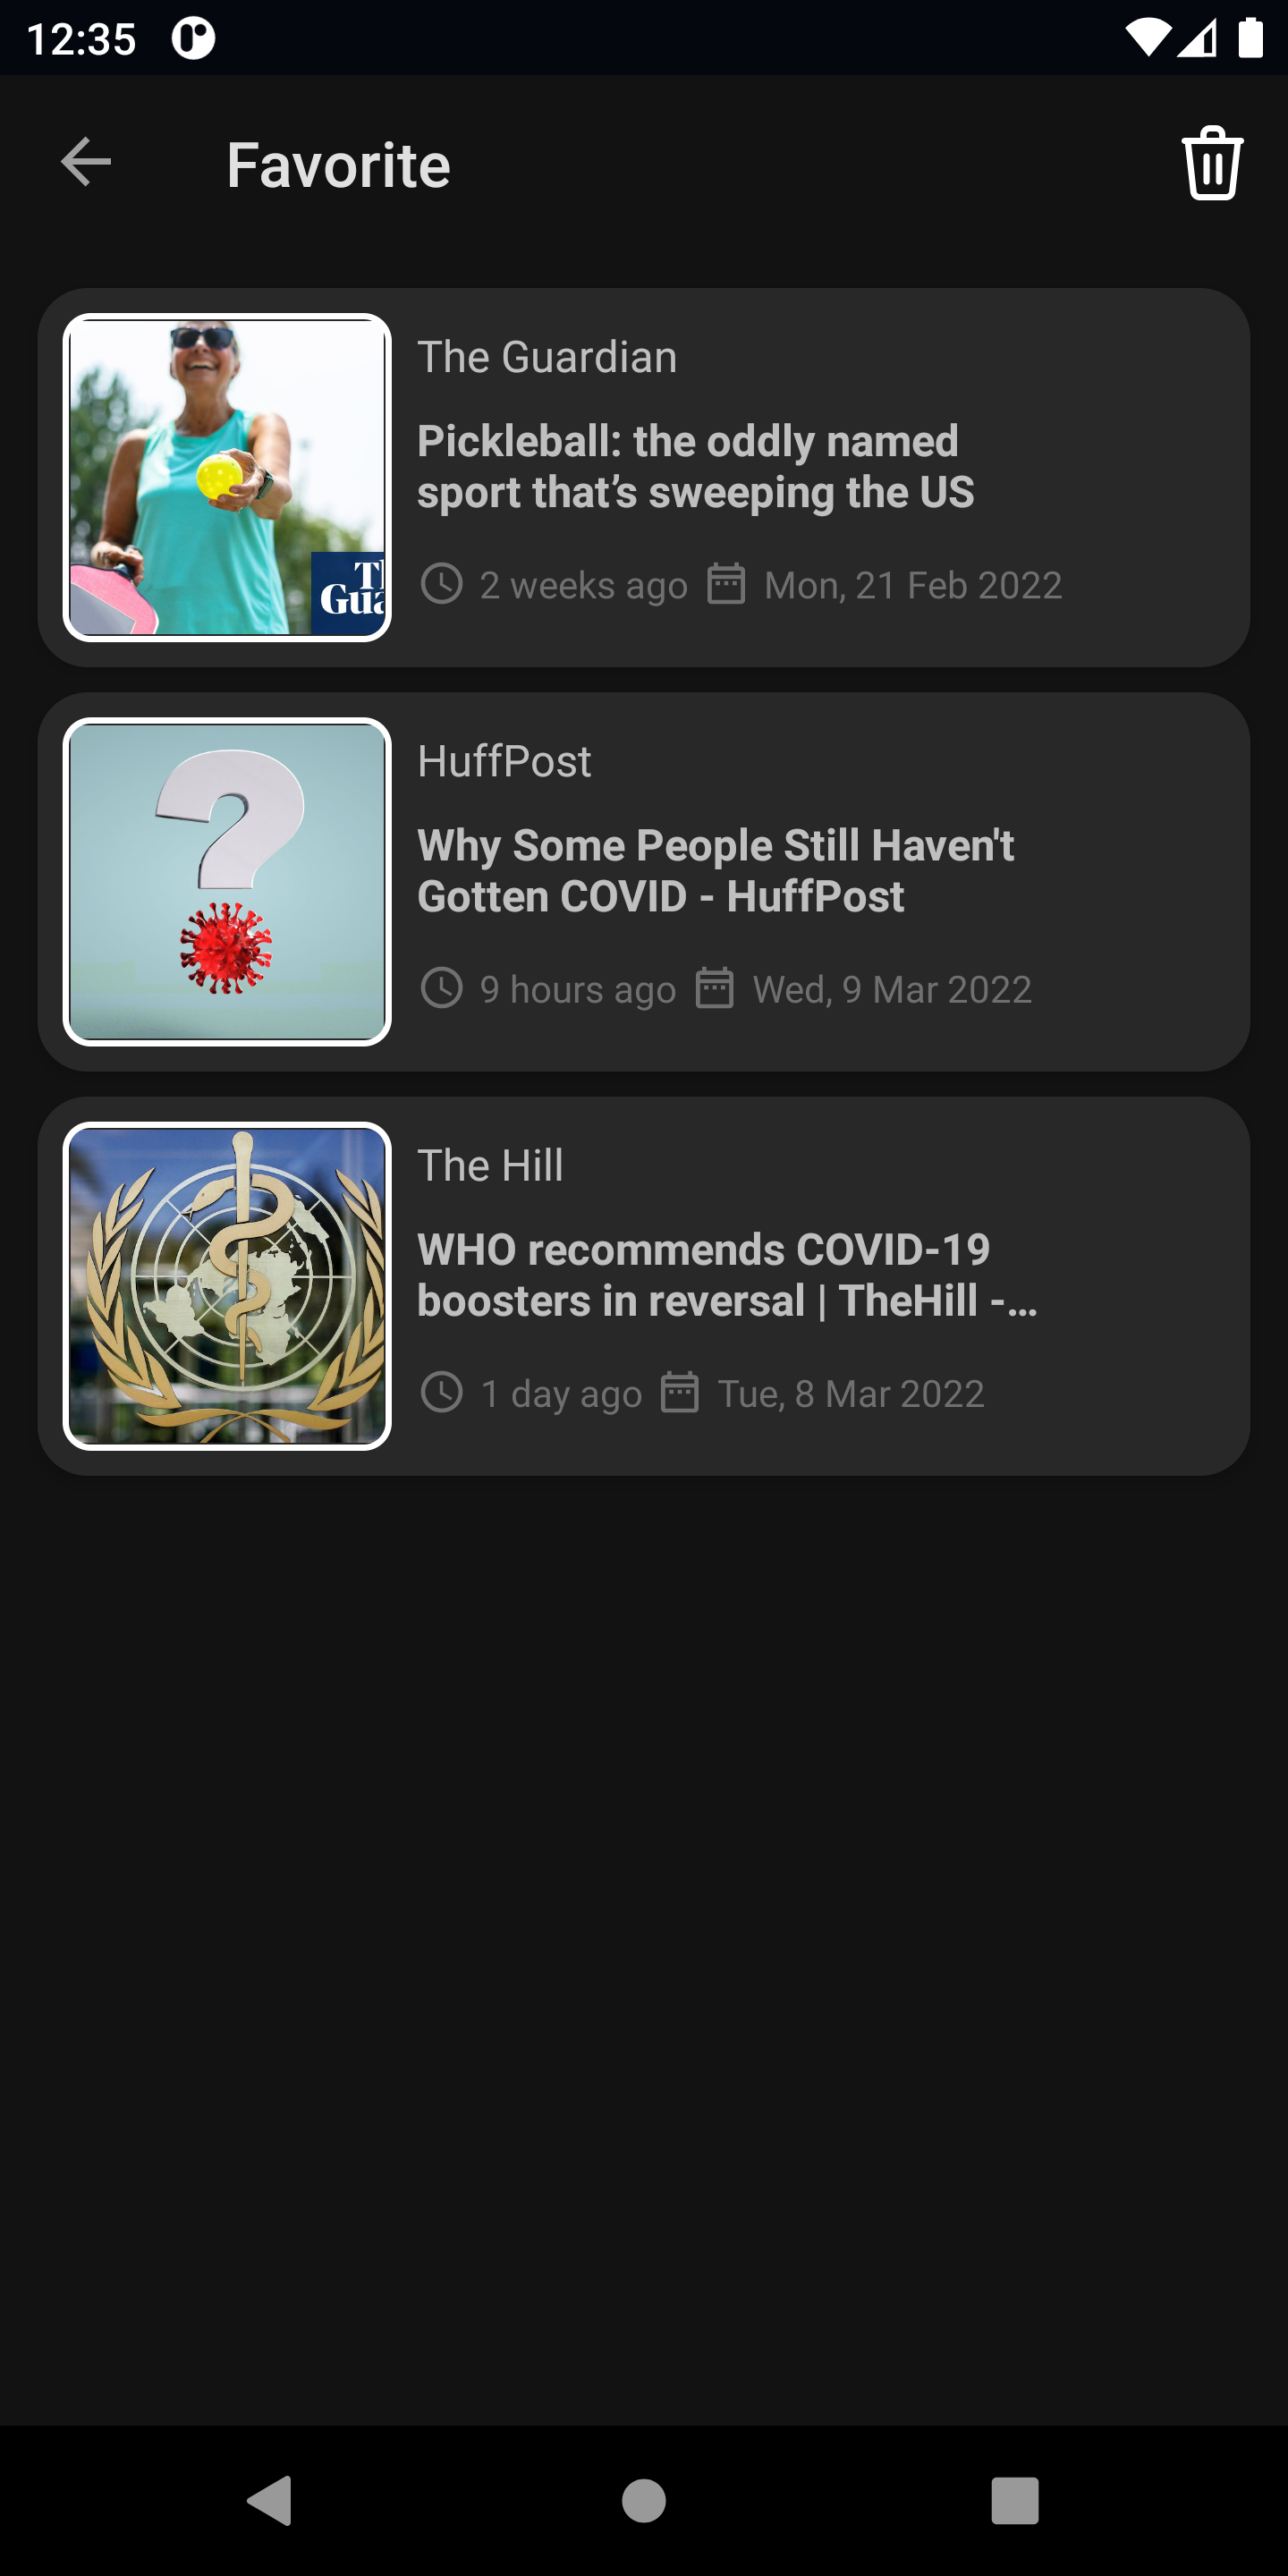 12:35
Favorite
The Guardian
Pickleball: the oddly named
sport that’s sweeping the US
2 weeks ago Mon, 21 Feb 2022
HuffPost
Why Some People Still Haven't
Gotten COVID - HuffPost
9 hours ago Wed, 9 Mar 2022
The Hill
WHO recommends COVID-19
boosters in reversal | TheHill -…
1 day ago Tue, 8 Mar 2022